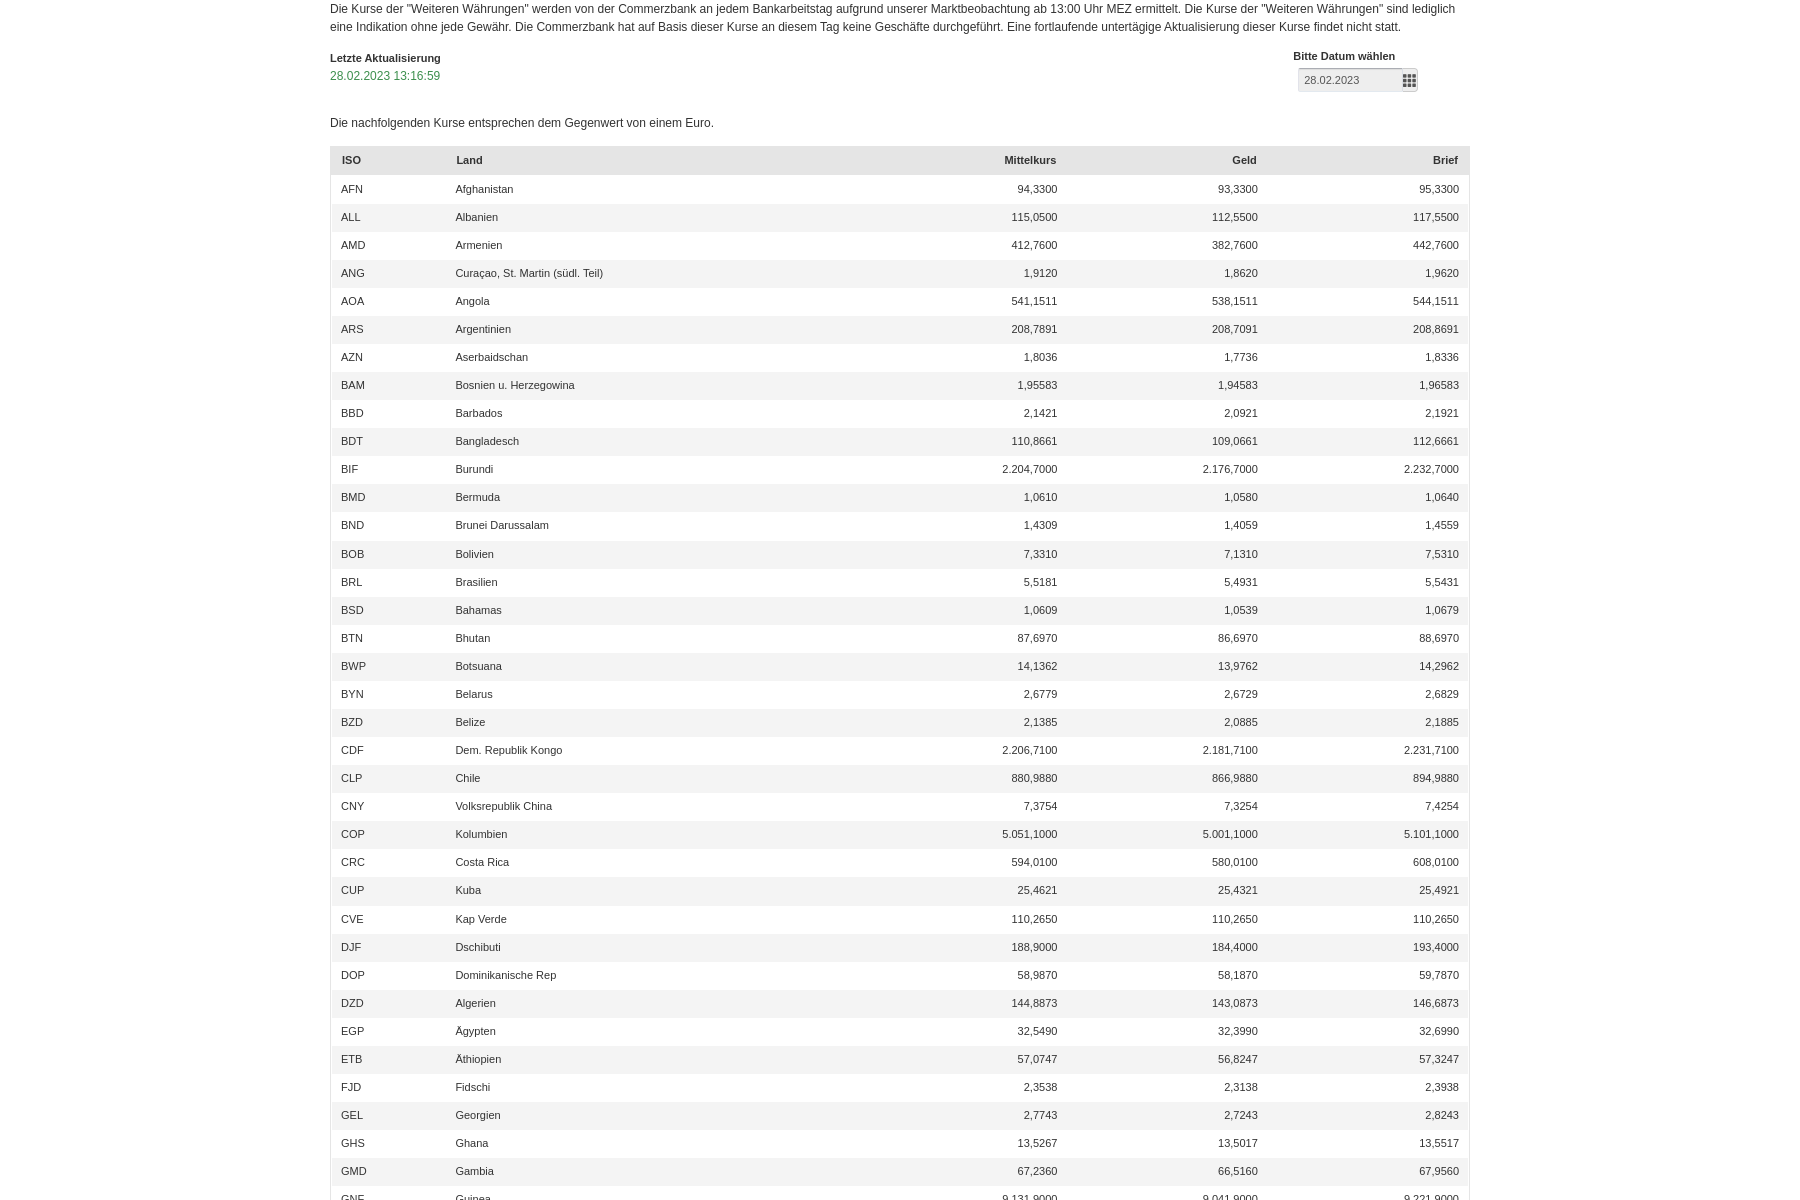 Die Kurse der "Weiteren Währungen" werden von der Commerzbank an jedem Bankarbeitstag aufgrund unserer Marktbeobachtung ab 13:00 Uhr MEZ ermittelt. Die Kurse der "Weiteren Währungen" sind lediglich
eine Indikation ohne jede Gewähr. Die Commerzbank hat auf Basis dieser Kurse an diesem Tag keine Geschäfte durchgeführt. Eine fortlaufende untertägige Aktualisierung dieser Kurse findet nicht statt.
Letzte Aktualisierung
28.02.2023 13:16:59
Bitte Datum wählen
28.02.2023
Die nachfolgenden Kurse entsprechen dem Gegenwert von einem Euro.
ISO Land Mittelkurs Geld Brief
AFN Afghanistan 94,3300 93,3300 95,3300
ALL Albanien 115,0500 112,5500 117,5500
AMD Armenien 412,7600 382,7600 442,7600
ANG Curaçao, St. Martin (südl. Teil) 1,9120 1,8620 1,9620
AOA Angola 541,1511 538,1511 544,1511
ARS Argentinien 208,7891 208,7091 208,8691
AZN Aserbaidschan 1,8036 1,7736 1,8336
BAM Bosnien u. Herzegowina 1,95583 1,94583 1,96583
BBD Barbados 2,1421 2,0921 2,1921
BDT Bangladesch 110,8661 109,0661 112,6661
BIF Burundi 2.204,7000 2.176,7000 2.232,7000
BMD Bermuda 1,0610 1,0580 1,0640
BND Brunei Darussalam 1,4309 1,4059 1,4559
BOB Bolivien 7,3310 7,1310 7,5310
BRL Brasilien 5,5181 5,4931 5,5431
BSD Bahamas 1,0609 1,0539 1,0679
BTN Bhutan 87,6970 86,6970 88,6970
BWP Botsuana 14,1362 13,9762 14,2962
BYN Belarus 2,6779 2,6729 2,6829
BZD Belize 2,1385 2,0885 2,1885
CDF Dem. Republik Kongo 2.206,7100 2.181,7100 2.231,7100
CLP Chile 880,9880 866,9880 894,9880
CNY Volksrepublik China 7,3754 7,3254 7,4254
COP Kolumbien 5.051,1000 5.001,1000 5.101,1000
CRC Costa Rica 594,0100 580,0100 608,0100
CUP Kuba 25,4621 25,4321 25,4921
CVE Kap Verde 110,2650 110,2650 110,2650
DJF Dschibuti 188,9000 184,4000 193,4000
DOP Dominikanische Rep 58,9870 58,1870 59,7870
DZD Algerien 144,8873 143,0873 146,6873
EGP Ägypten 32,5490 32,3990 32,6990
ETB Äthiopien 57,0747 56,8247 57,3247
FJD Fidschi 2,3538 2,3138 2,3938
GEL Georgien 2,7743 2,7243 2,8243
GHS Ghana 13,5267 13,5017 13,5517
GMD Gambia 67,2360 66,5160 67,9560
GNF Guinea 9.131,9000 9.041,9000 9.221,9000